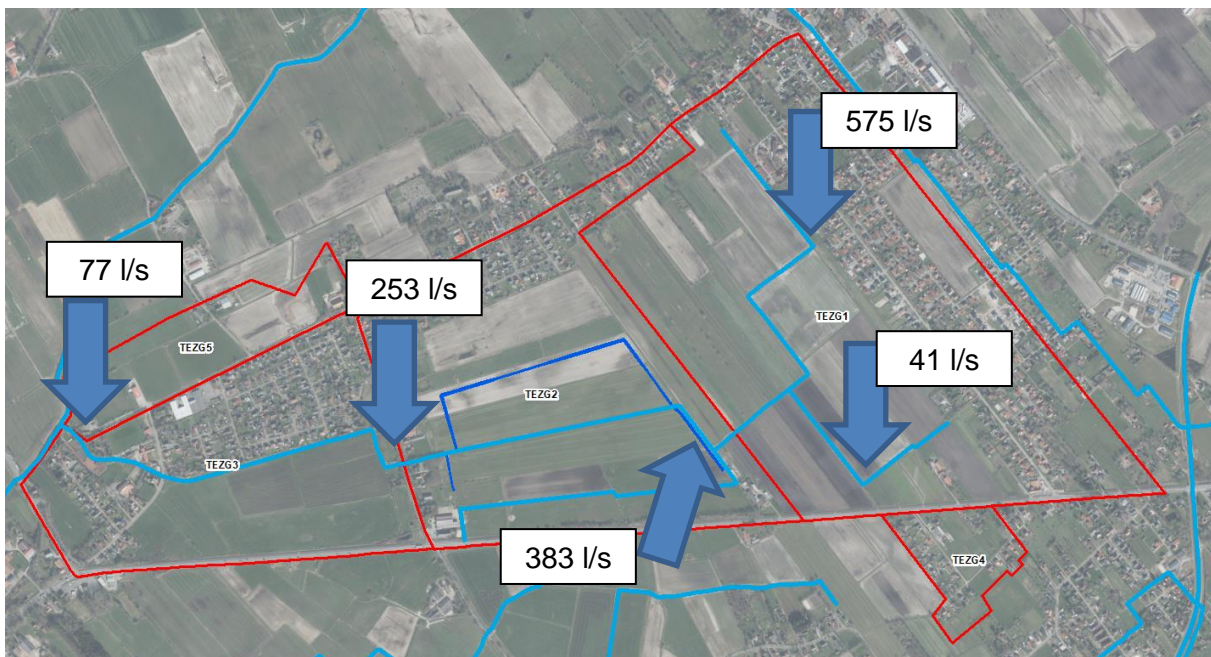 575 l/s
77 l/s
253 l/s
TEZG1
TEZG5
41 l/s
TEZG2
TEZG3
383 l/s
TEZG4